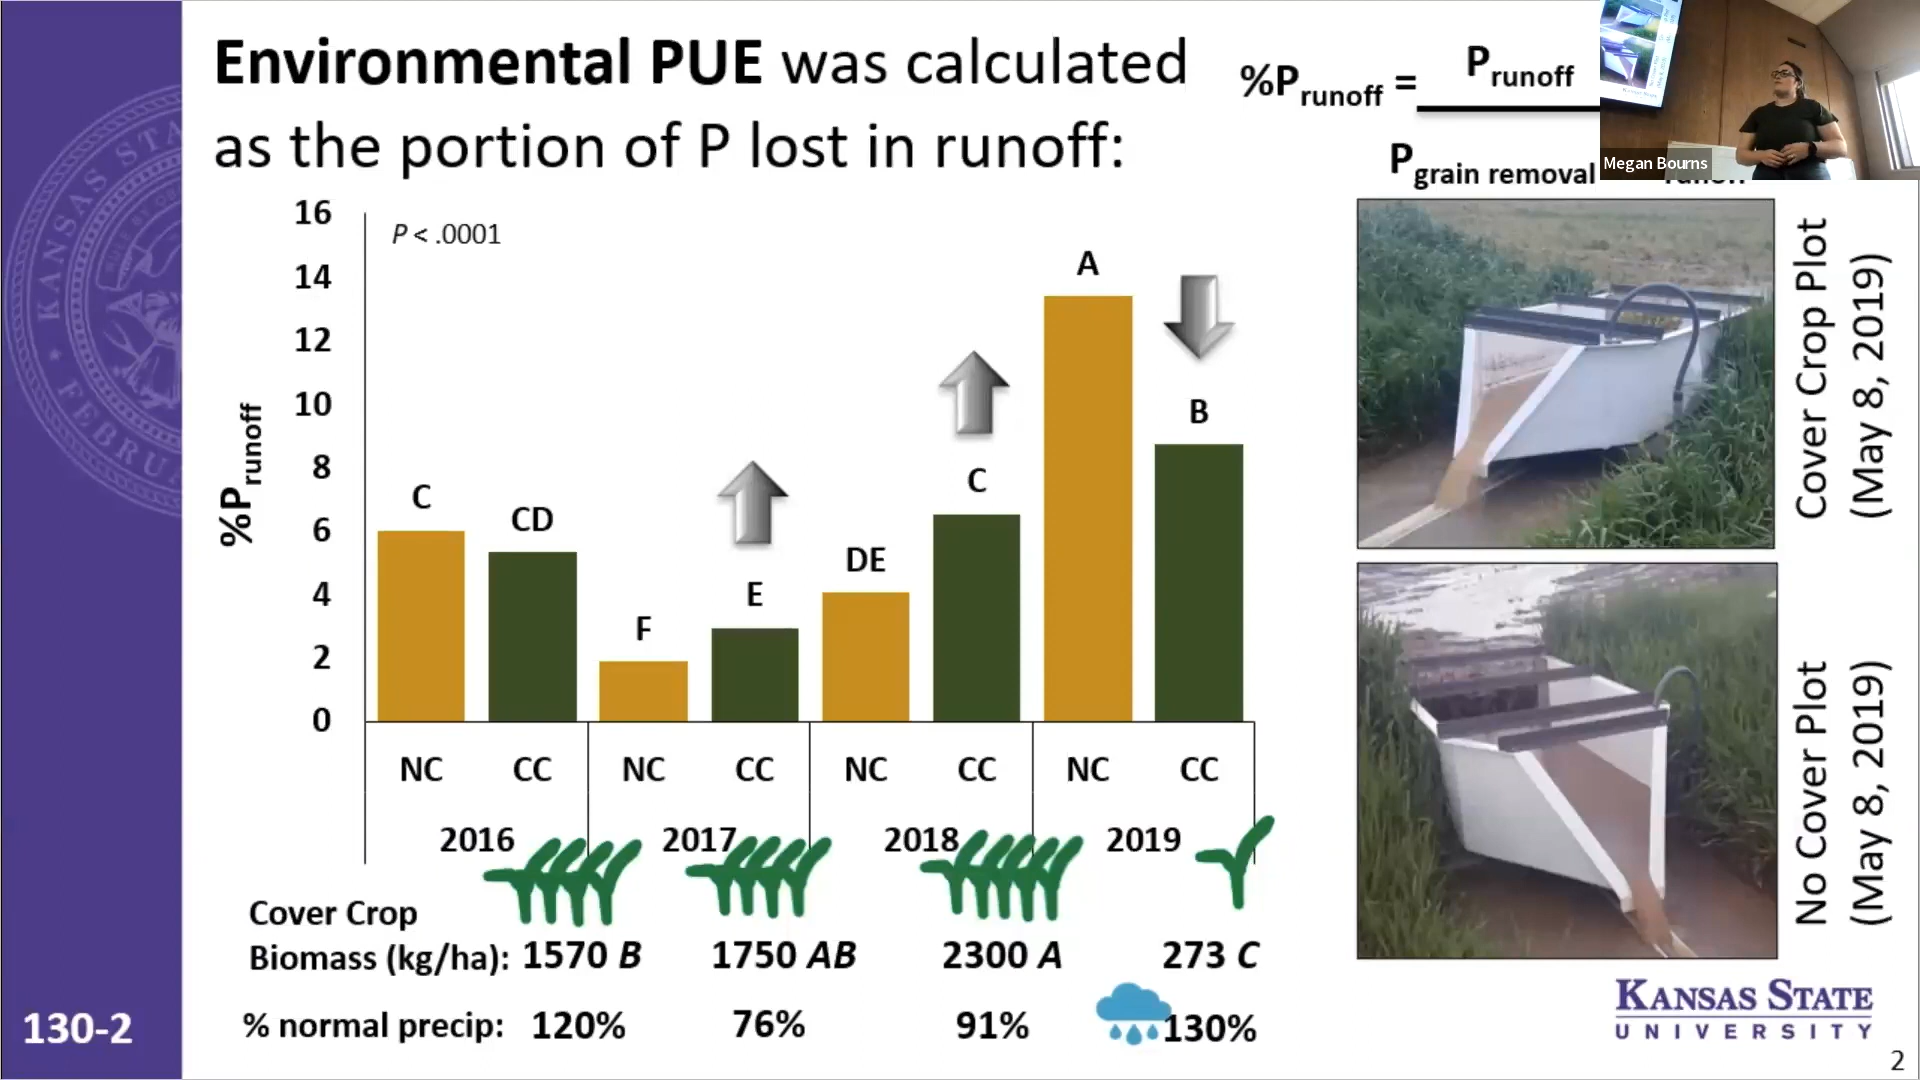 Environmental PUE was calculated
as the portion of P lost in runoff:
%Prunoff =
Prunoff
Pgrain removal
Megan Bourns
P < .0001
%Prunoff
16
14
12
10
8
6
4
2
0
C
CD
F
E
DE
C
A
B
NC CC NC CC NC CC NC CC
2016 2017 2018 2019
Cover Crop
Biomass (kg/ha): 1570 B 1750 AB 2300 A 273 C
% normal precip: 120% 76% 91% 130%
Cover Crop Plot
(May 8, 2019)
No Cover Plot
(May 8, 2019)
KANSAS STATE
UNIVERSITY
130-2
2
KANSAS STA
FEBRU